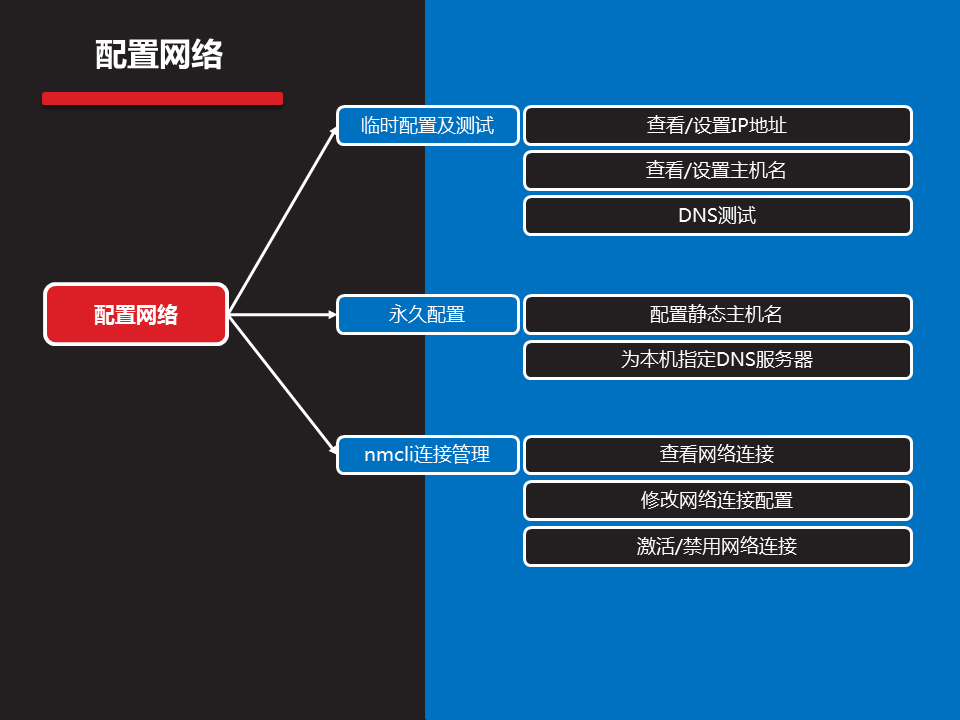 配置网络
临时配置及测试
查看/设置IP地址
查看/设置主机名
DNS测试
配置网络
永久配置
配置静态主机名
为本机指定DNS服务器
nmcli连接管理
查看网络连接
修改网络连接配置
激活/禁用网络连接